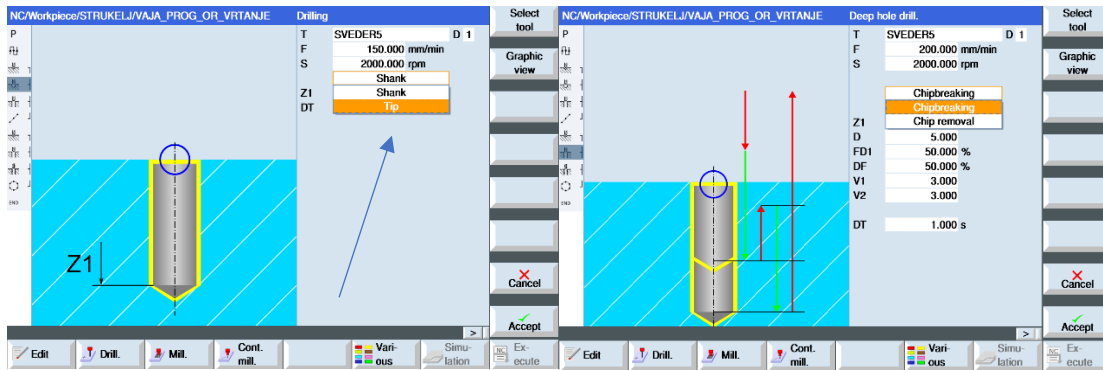 NC/Workpiece/STRUKELJ/VAJA_PROG_OR_VRTANJE
Drilling
Select tool
P
T SVEDER5 D 1
F 150.000 mm/min
S 2000.000 rpm
Shank
Z1 Shank
DT Tip
Graphic view
Z1
END
Cancel
Accept
>
Edit
Drill.
Mill.
Cont. mill.
Vari-
ous
Simu-
lation
NC
Ex-
ecute
NC/Workpiece/STRUKELJ/VAJA_PROG_OR_VRTANJE
Deep hole drill.
Select tool
P
T SVEDER5 D 1
F 200.000 mm/min
S 2000.000 rpm
Chipbreaking
Chipbreaking
Z1 Chip removal
D 5.000
FD1 50.000 %
DF 50.000 %
V1 3.000
V2 3.000
DT 1.000 s
Graphic view
END
Cancel
Accept
>
Edit
Drill.
Mill.
Cont. mill.
Vari-
ous
Simu-
lation
NC
Ex-
ecute